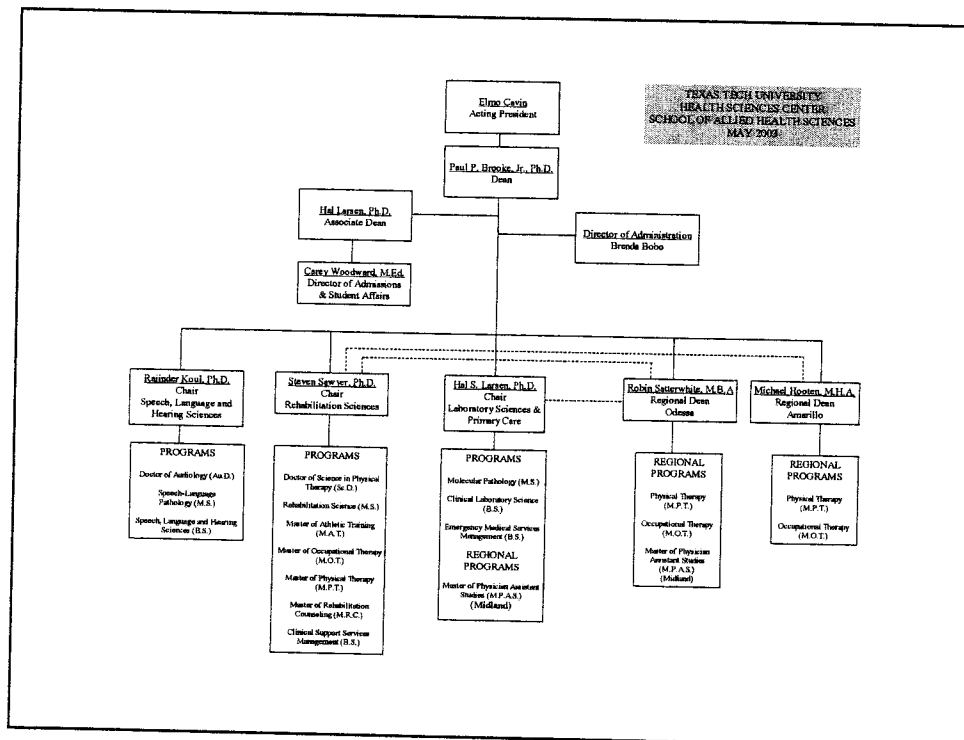 TEXAS TECH UNIVERSITY
HEALTH SCIENCES CENTER
SCHOOL OF ALLIED HEALTH SCIENCES
MAY 2003
Elmo Cavin
Acting President
Paul P. Brooke, Jr., Ph.D.
Dean
Hal Larsen, Ph.D.
Associate Dean
Director of Administration
Brenda Bobo
Carey Woodward, M.Ed.
Director of Admissions
& Student Affairs
Rajinder Koul, Ph.D.
Chair
Speech, Language and
Hearing Sciences
Steven Sawyer, Ph.D.
Chair
Rehabilitation Sciences
Hal S. Larsen, Ph.D.
Chair
Laboratory Sciences &
Primary Care
Robin Satterwhite, M.B.A
Regional Dean
Odessa
Michael Hooten, M.H.A.
Regional Dean
Amarillo
PROGRAMS
Doctor of Audiology (Au.D.)
Speech-Language
Pathology (M.S.)
Speech, Language and Hearing
Sciences (B.S.)
PROGRAMS
Doctor of Science in Physical
Therapy (Sc.D.)
Rehabilitation Science (M.S.)
Master of Athletic Training
(M.A.T.)
Master of Occupational Therapy
(M.O.T.)
Master of Physical Therapy
(M.P.T.)
Master of Rehabilitation
Counseling (M.R.C.)
Clinical Support Services
Management (B.S.)
PROGRAMS
Molecular Pathology (M.S.)
Clinical Laboratory Science
(B.S.)
Emergency Medical Services
Management (B.S.)
REGIONAL
PROGRAMS
Master of Physician Assistant
Studies (M.P.A.S.)
(Midland)
REGIONAL
PROGRAMS
Physical Therapy
(M.P.T.)
Occupational Therapy
(M.O.T.)
Master of Physician
Assistant Studies
(M.P.A.S.)
(Midland)
REGIONAL
PROGRAMS
Physical Therapy
(M.P.T.)
Occupational Therapy
(M.O.T.)